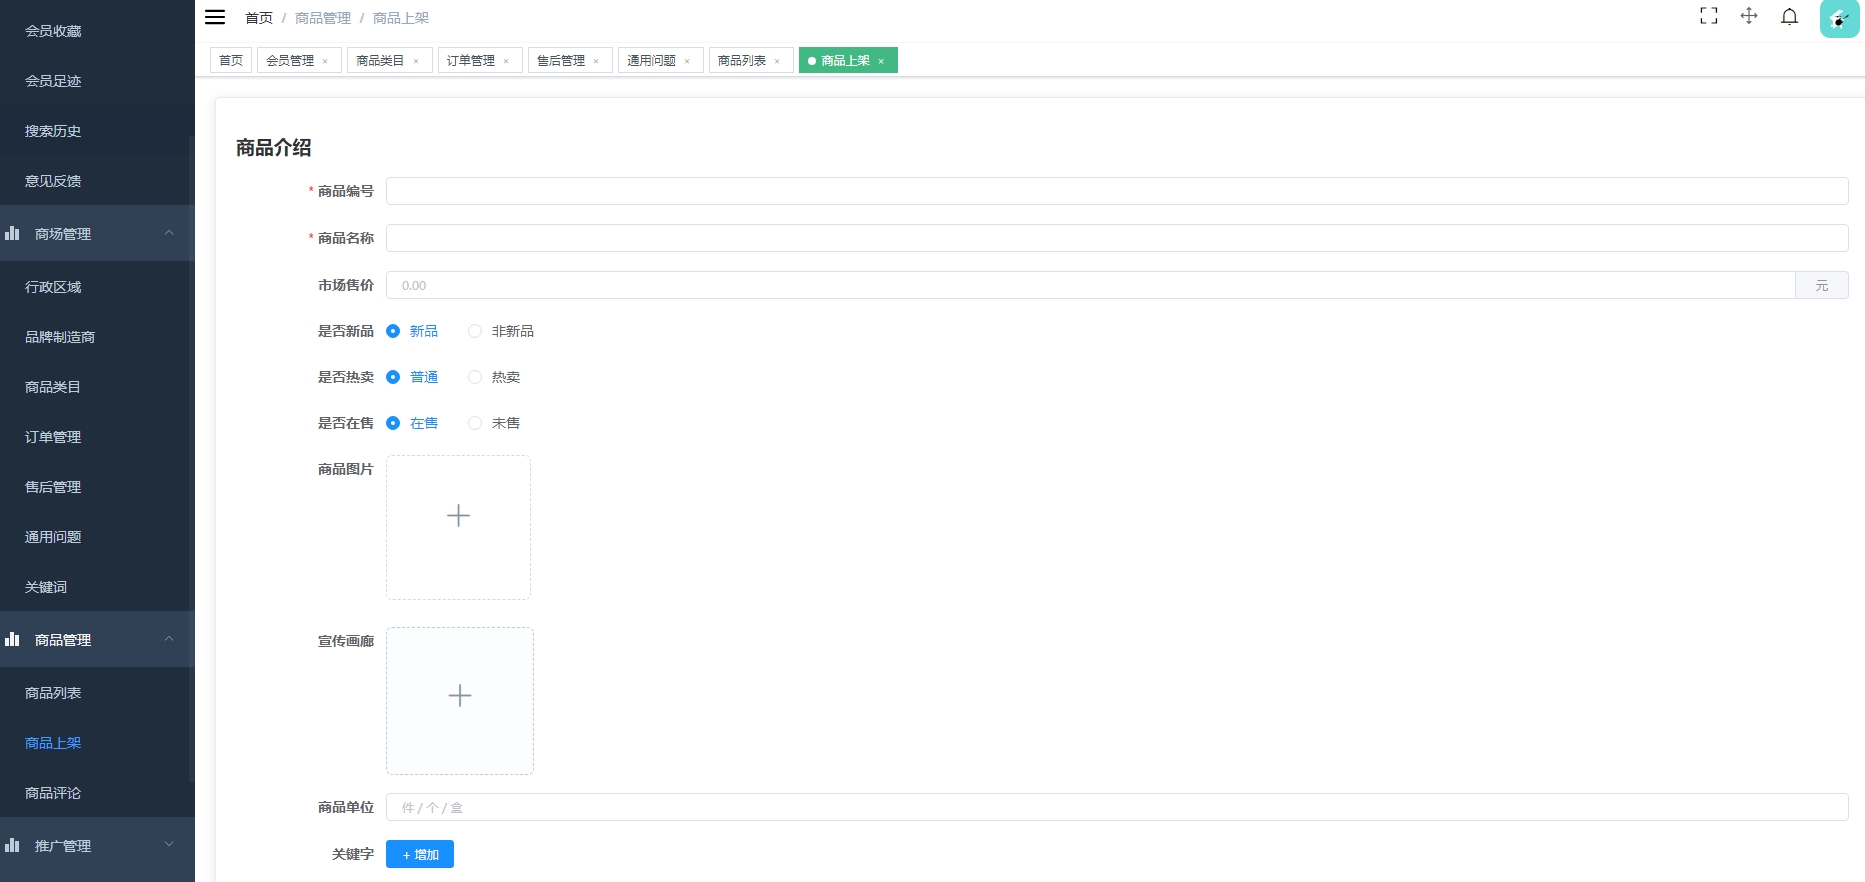 会员收藏
会员足迹
搜索历史
意见反馈
商场管理
行政区域
品牌制造商
商品类目
订单管理
售后管理
通用问题
关键词
商品管理
商品列表
商品上架
商品评论
推广管理
首页 / 商品管理 / 商品上架
首页 会员管理 × 商品类目 × 订单管理 × 售后管理 × 通用问题 × 商品列表 × 商品上架 ×
商品介绍
* 商品编号
* 商品名称
市场售价 0.00 元
是否新品 新品 非新品
是否热卖 普通 热卖
是否在售 在售 未售
商品图片
宣传画廊
商品单位 件 / 个 / 盒
关键字 + 增加